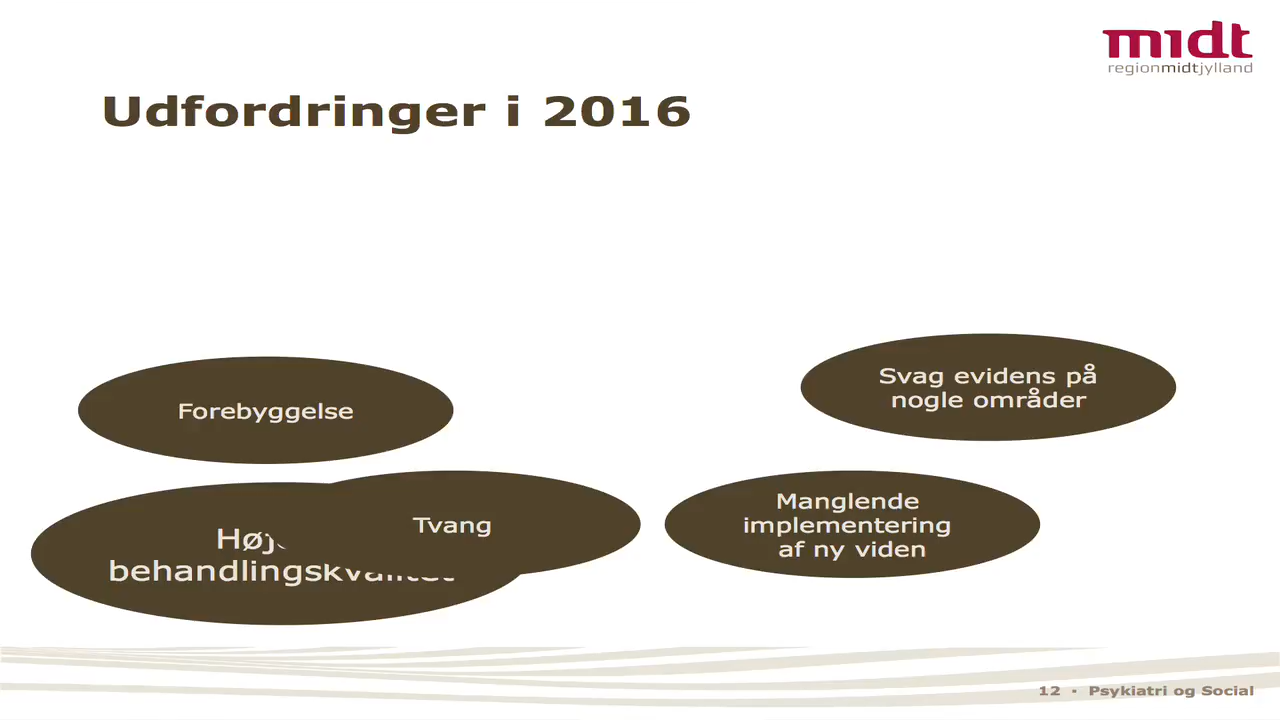 midt
regionmidtjylland
Udfordringer i 2016
Svag evidens på
nogle områder
Forebyggelse
Manglende
implementering
af ny viden
Tvang
behandlingskvalitet
12 · Psykiatri og Social